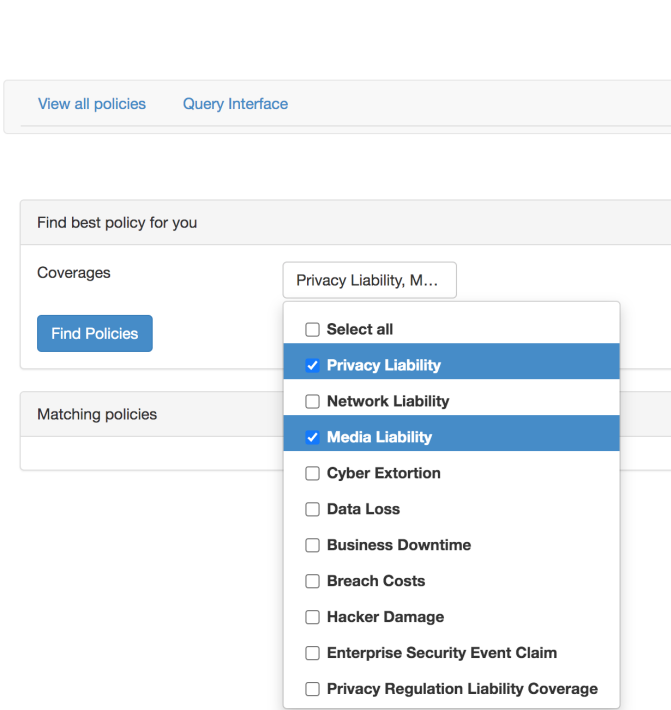 View all policies Query Interface
Find best policy for you
Coverages Privacy Liability, M...
Find Policies
Select all
Privacy Liability
Network Liability
Media Liability
Cyber Extortion
Data Loss
Business Downtime
Breach Costs
Hacker Damage
Enterprise Security Event Claim
Privacy Regulation Liability Coverage
Matching policies